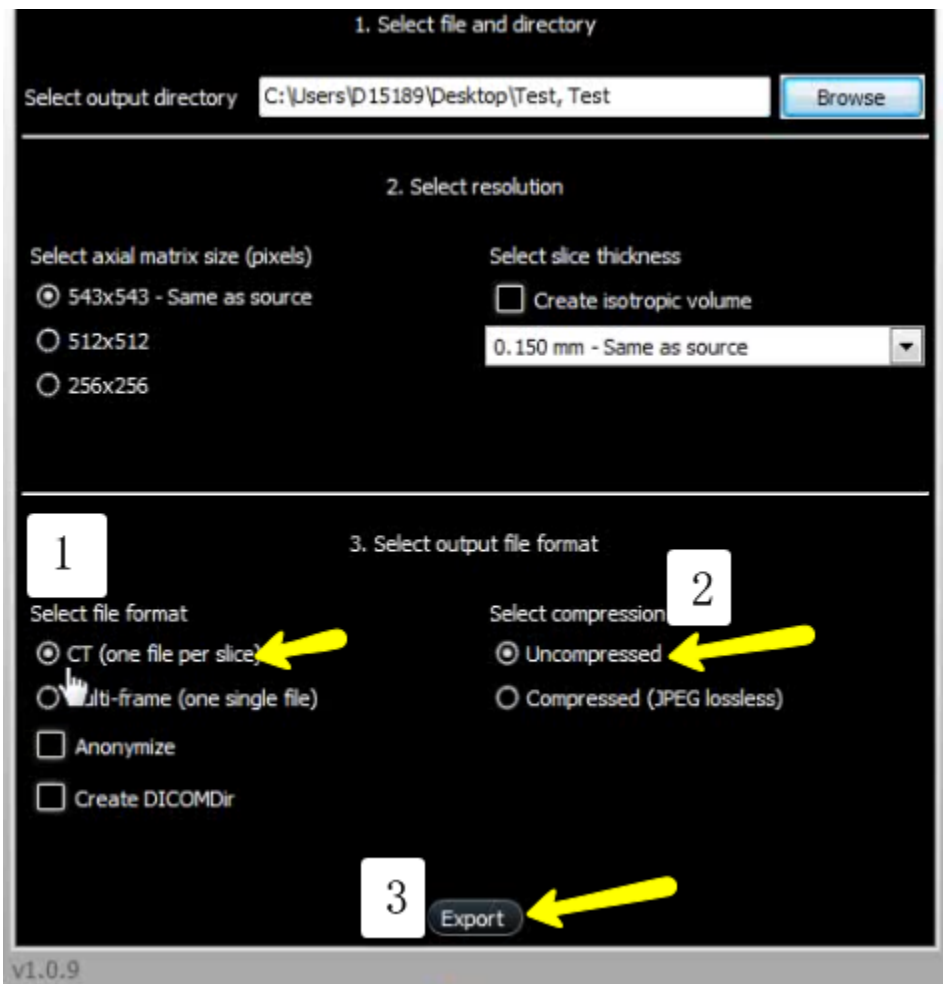 1. Select file and directory
Select output directory C:\Users\D15189\Desktop\Test, Test Browse
2. Select resolution
Select axial matrix size (pixels) Select slice thickness
543x543 - Same as source Create isotropic volume
512x512 0.150 mm - Same as source
256x256
1 3. Select output file format 2
Select file format Select compression
CT (one file per slice) Uncompressed
ulti-frame (one single file) Compressed (JPEG lossless)
Anonymize
Create DICOMDir
3 Export
v1.0.9